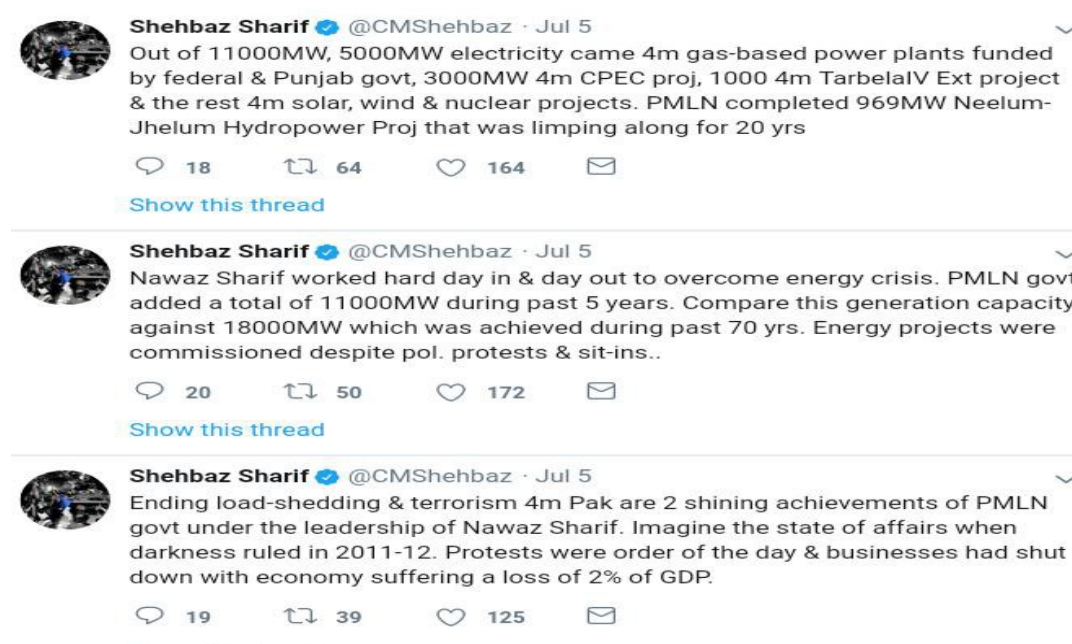 Shehbaz Sharif @CMShehbaz · Jul 5
Out of 11000MW, 5000MW electricity came 4m gas-based power plants funded
by federal & Punjab govt, 3000MW 4m CPEC proj, 1000 4m TarbelaIV Ext project
& the rest 4m solar, wind & nuclear projects. PMLN completed 969MW Neelum-
Jhelum Hydropower Proj that was limping along for 20 yrs
18 64 164
Show this thread
Shehbaz Sharif @CMShehbaz · Jul 5
Nawaz Sharif worked hard day in & day out to overcome energy crisis. PMLN govt
added a total of 11000MW during past 5 years. Compare this generation capacity
against 18000MW which was achieved during past 70 yrs. Energy projects were
commissioned despite pol. protests & sit-ins..
20 50 172
Show this thread
Shehbaz Sharif @CMShehbaz · Jul 5
Ending load-shedding & terrorism 4m Pak are 2 shining achievements of PMLN
govt under the leadership of Nawaz Sharif. Imagine the state of affairs when
darkness ruled in 2011-12. Protests were order of the day & businesses had shut
down with economy suffering a loss of 2% of GDP.
19 39 125